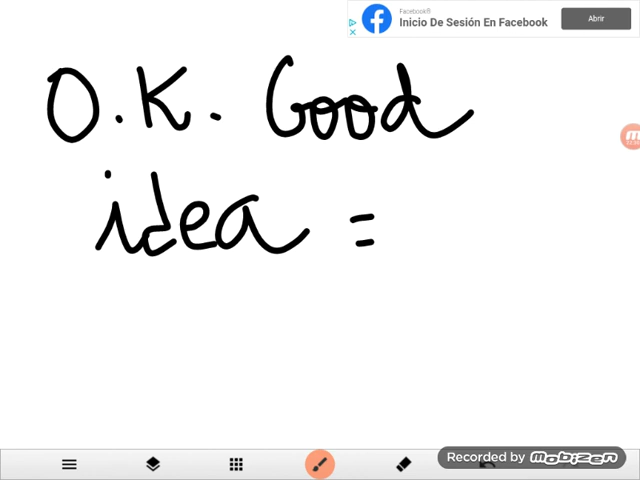 Facebook®
Inicio De Sesión En Facebook
Abrir
O.K. Good
idea =
Recorded by Mobizen